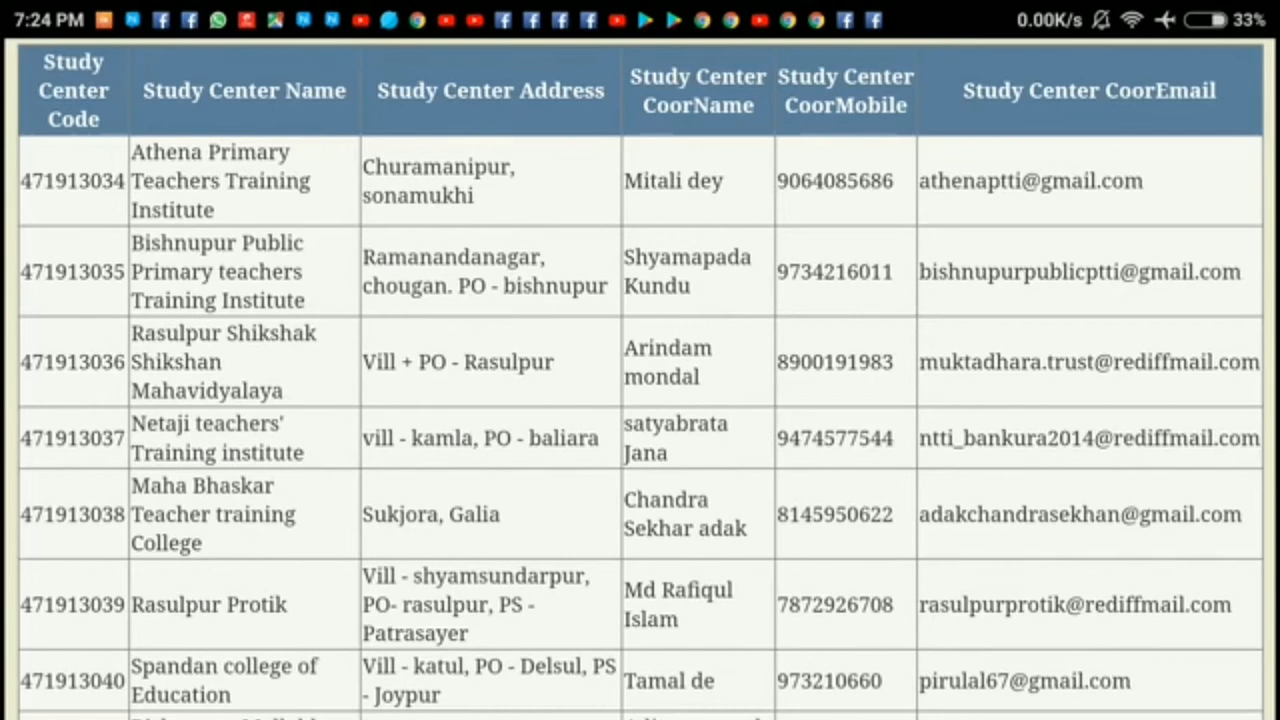 7:24 PM 0.00K/s 33%
Study Center Code Study Center Name Study Center Address Study Center CoorName Study Center CoorMobile Study Center CoorEmail
471913034 Athena Primary Teachers Training Institute Churamanipur, sonamukhi Mitali dey 9064085686 athenaptti@gmail.com
471913035 Bishnupur Public Primary teachers Training Institute Ramanandanagar, chougan. PO - bishnupur Shyamapada Kundu 9734216011 bishnupurpublicptti@gmail.com
471913036 Rasulpur Shikshak Shikshan Mahavidyalaya Vill + PO - Rasulpur Arindam mondal 8900191983 muktadhara.trust@rediffmail.com
471913037 Netaji teachers' Training institute vill - kamla, PO - baliara satyabrata Jana 9474577544 ntti_bankura2014@rediffmail.com
471913038 Maha Bhaskar Teacher training College Sukjora, Galia Chandra Sekhar adak 8145950622 adakchandrasekhan@gmail.com
471913039 Rasulpur Protik Vill - shyamsundarpur, PO- rasulpur, PS - Patrasayer Md Rafiqul Islam 7872926708 rasulpurprotik@rediffmail.com
471913040 Spandan college of Education Vill - katul, PO - Delsul, PS - Joypur Tamal de 973210660 pirulal67@gmail.com